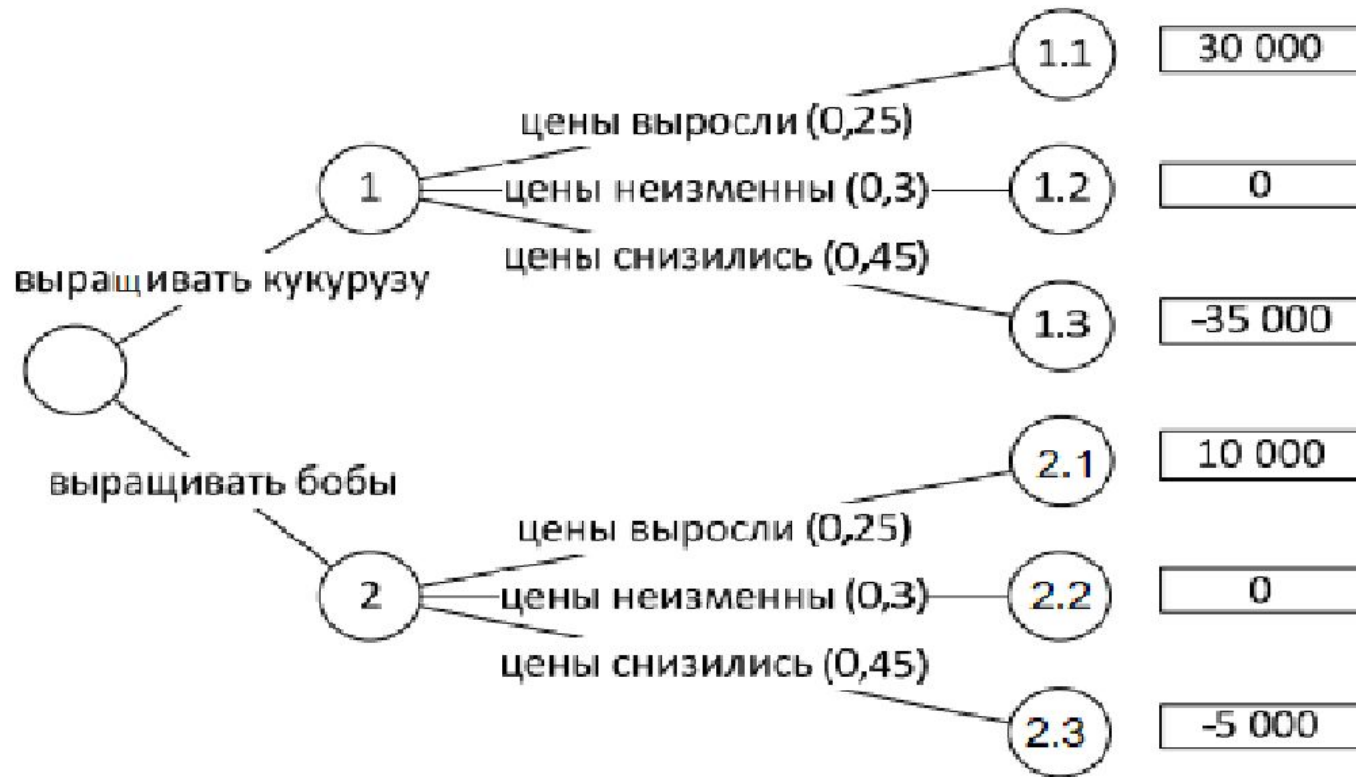 1.1 30 000
цены выросли (0,25)
1 цены неизменны (0,3) 1.2 0
цены снизились (0,45)
выращивать кукурузу
1.3 -35 000
2.1 10 000
выращивать бобы
цены выросли (0,25)
2 цены неизменны (0,3) 2.2 0
цены снизились (0,45)
2.3 -5 000